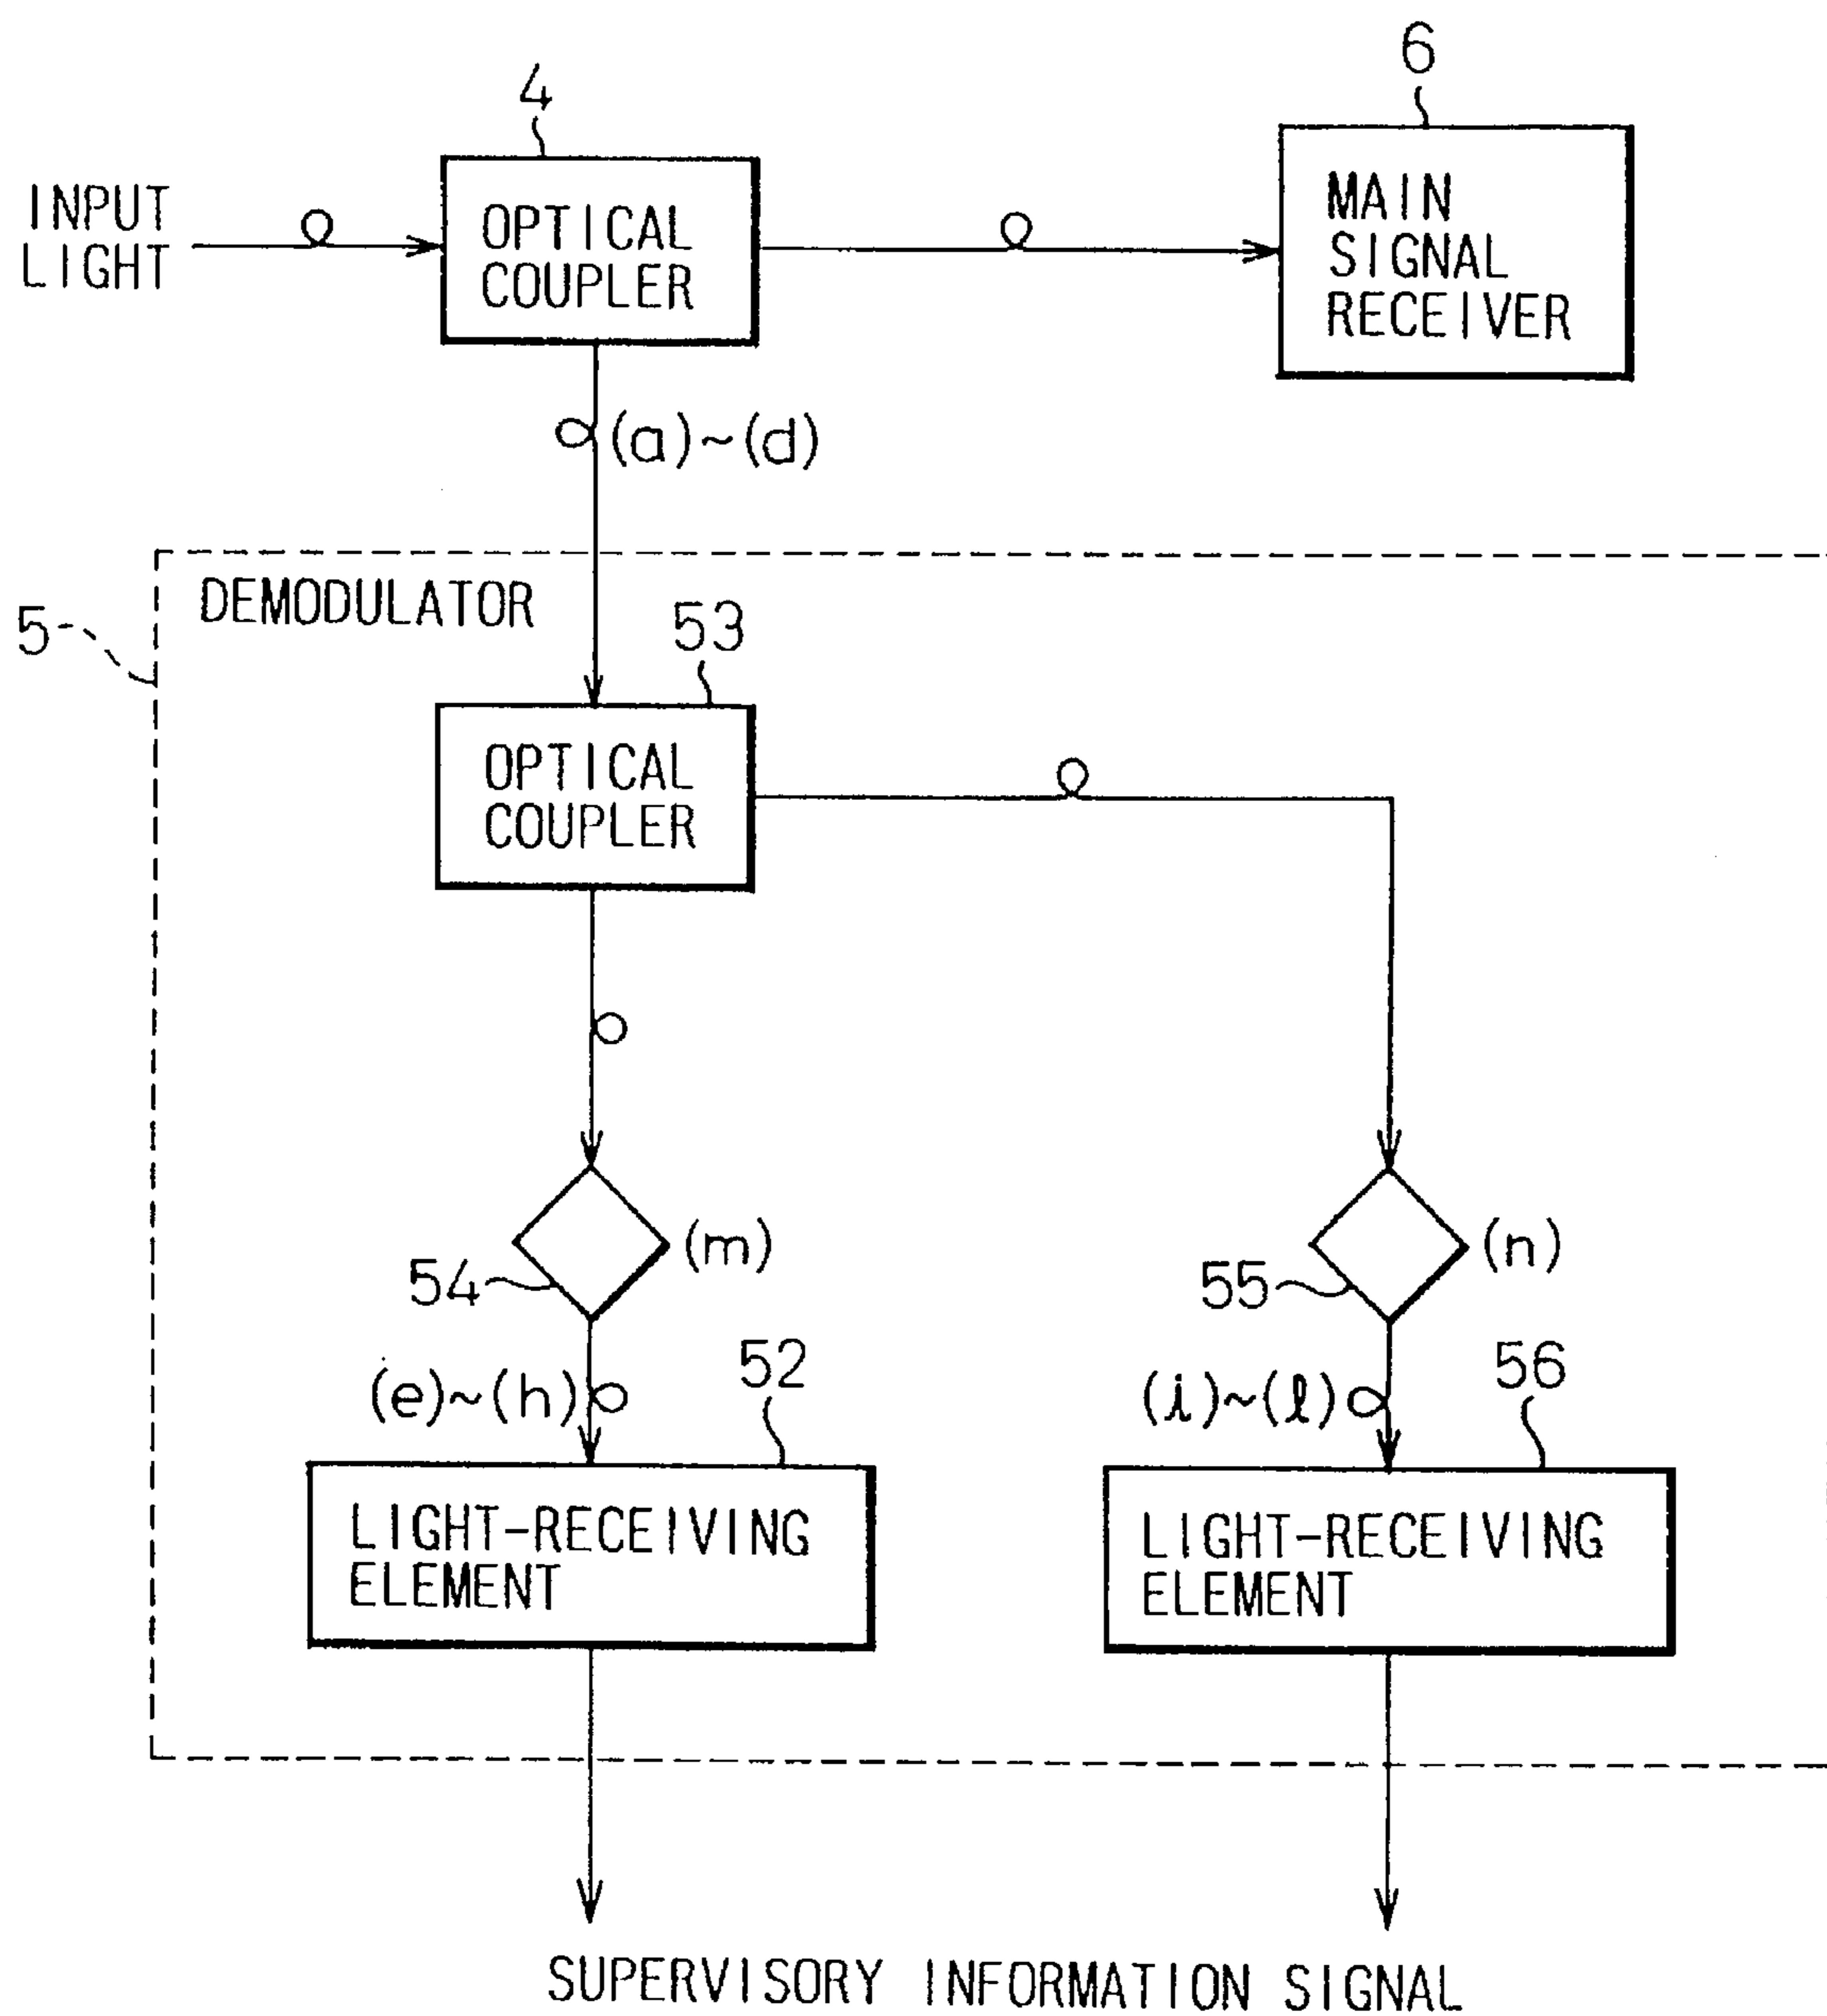 4
6
INPUT
LIGHT
OPTICAL
COUPLER
MAIN
SIGNAL
RECEIVER
(a)~(d)
DEMODULATOR
5
53
OPTICAL
COUPLER
(m)
(n)
54
55
(e)~(h)
52
(i)~(l)
56
LIGHT-RECEIVING
ELEMENT
LIGHT-RECEIVING
ELEMENT
SUPERVISORY INFORMATION SIGNAL